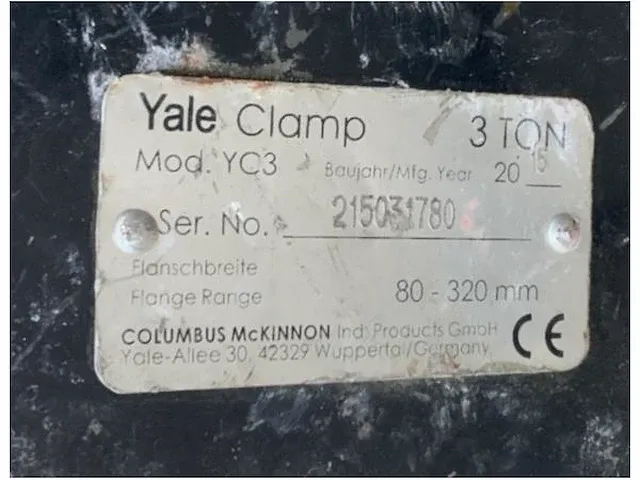 Yale Clamp 3 TON
Mod. YC3 Baujahr/Mfg. Year 2015
Ser. No. 215031780
Flanschbreite
Flange Range 80 - 320 mm
COLUMBUS McKINNON Ind. Products GmbH
Yale-Allee 30, 42329 Wuppertal/Germany
CE